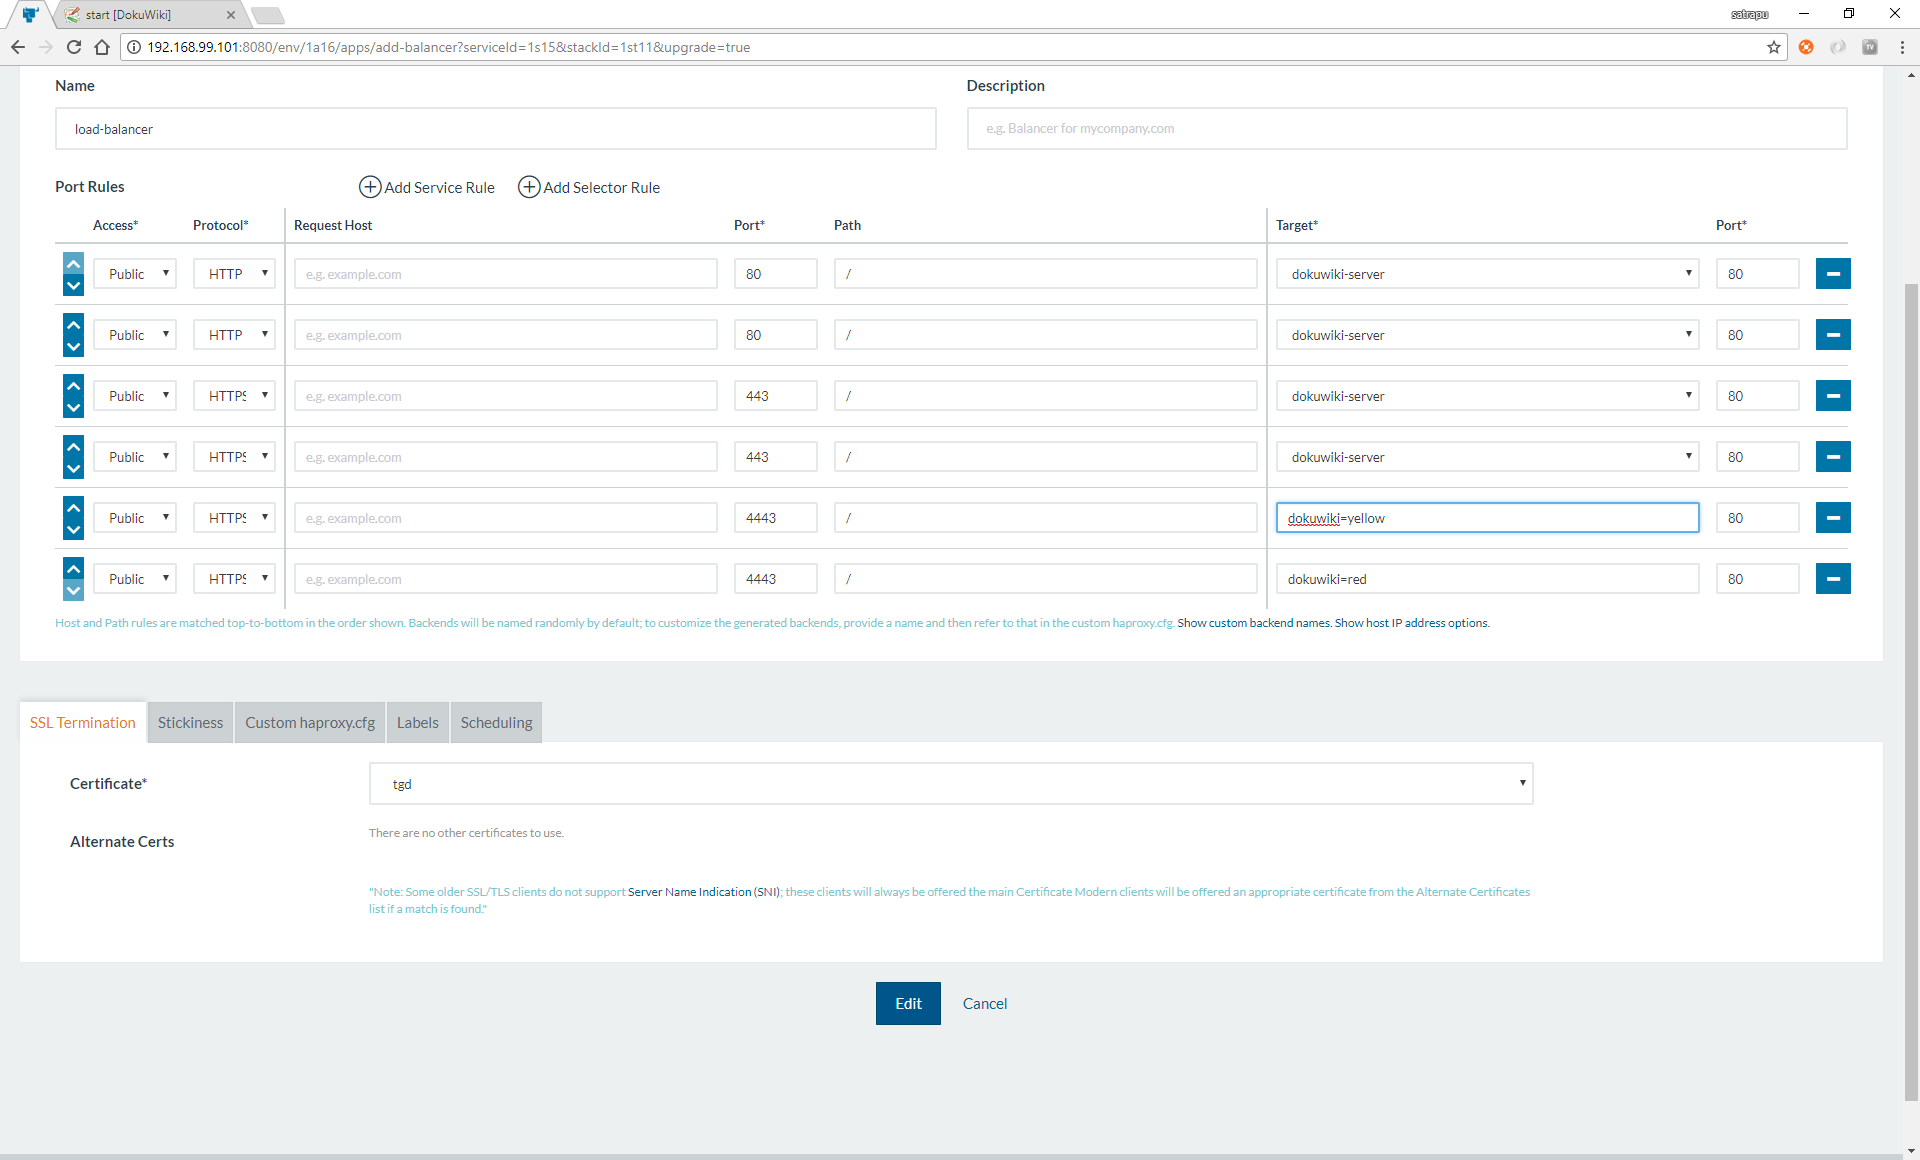 start [DokuWiki]
satrapu
192.168.99.101:8080/env/1a16/apps/add-balancer?serviceId=1s15&stackId=1st11&upgrade=true
TV
Name Description
load-balancer e.g. Balancer for mycompany.com
Port Rules Add Service Rule Add Selector Rule
Access* Protocol* Request Host Port* Path Target* Port*
Public HTTP e.g. example.com 80 / dokuwiki-server 80
Public HTTP e.g. example.com 80 / dokuwiki-server 80
Public HTTPS e.g. example.com 443 / dokuwiki-server 80
Public HTTPS e.g. example.com 443 / dokuwiki-server 80
Public HTTPS e.g. example.com 4443 / dokuwiki=yellow 80
Public HTTPS e.g. example.com 4443 / dokuwiki=red 80
Host and Path rules are matched top-to-bottom in the order shown. Backends will be named randomly by default; to customize the generated backends, provide a name and then refer to that in the custom haproxy.cfg. Show custom backend names. Show host IP address options.
SSL Termination Stickiness Custom haproxy.cfg Labels Scheduling
Certificate* tgd
Alternate Certs There are no other certificates to use.
"Note: Some older SSL/TLS clients do not support Server Name Indication (SNI); these clients will always be offered the main Certificate Modern clients will be offered an appropriate certificate from the Alternate Certificates
list if a match is found."
Edit Cancel